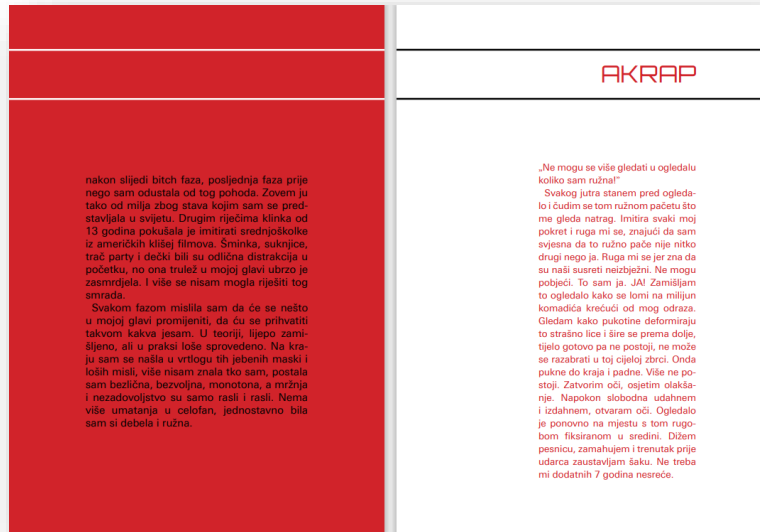 nakon slijedi bitch faza, posljednja faza prije
nego sam odustala od tog pohoda. Zovem ju
tako od milja zbog stava kojim sam se pred-
stavljala u svijetu. Drugim riječima klinka od
13 godina pokušala je imitirati srednjoškolke
iz američkih klišej filmova. Šminka, suknjice,
trač party i dečki bili su odlična distrakcija u
početku, no ona trulež u mojoj glavi ubrzo je
zasmrdjela. I više se nisam mogla riješiti tog
smrada.
Svakom fazom mislila sam da će se nešto
u mojoj glavi promijeniti, da ću se prihvatiti
takvom kakva jesam. U teoriji, lijepo zami-
šljeno, ali u praksi loše sprovedeno. Na kra-
ju sam se našla u vrtlogu tih jebenih maski i
loših misli, više nisam znala tko sam, postala
sam bezlična, bezvoljna, monotona, a mržnja
i nezadovoljstvo su samo rasli i rasli. Nema
više umatanja u celofan, jednostavno bila
sam si debela i ružna.
AKRAP
„Ne mogu se više gledati u ogledalu
koliko sam ružna!"
Svakog jutra stanem pred ogleda-
lo i čudim se tom ružnom pačetu što
me gleda natrag. Imitira svaki moj
pokret i ruga mi se, znajući da sam
svjesna da to ružno pače nije nitko
drugi nego ja. Ruga mi se jer zna da
su naši susreti neizbježni. Ne mogu
pobjeći. To sam ja. JA! Zamišljam
to ogledalo kako se lomi na milijun
komadića krećući od mog odraza.
Gledam kako pukotine deformiraju
to strašno lice i šire se prema dolje,
tijelo gotovo pa ne postoji, ne može
se razabrati u toj cijeloj zbrci. Onda
pukne do kraja i padne. Više ne po-
stoji. Zatvorim oči, osjetim olakša-
nje. Napokon slobodna udahnem
i izdahnem, otvaram oči. Ogledalo
je ponovno na mjestu s tom rugo-
bom fiksiranom u sredini. Dižem
pesnicu, zamahujem i trenutak prije
udarca zaustavljam šaku. Ne treba
mi dodatnih 7 godina nesreće.